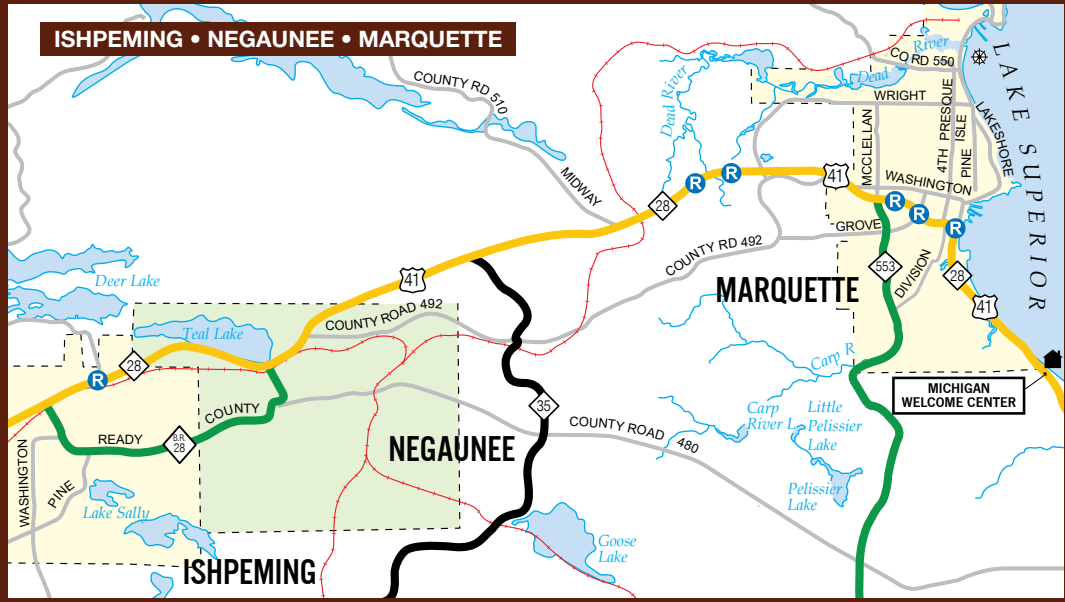 ISHPEMING • NEGAUNEE • MARQUETTE
COUNTY RD 510
MIDWAY
Dead River
Dead
River
CO RD 550
WRIGHT
MCCLELLAN
4TH
PRESQUE
ISLE
PINE
LAKESHORE
WASHINGTON
LAKE SUPERIOR
41
28
R
R
R
R
R
GROVE
COUNTY RD 492
553
DIVISION
28
41
MARQUETTE
MICHIGAN
WELCOME CENTER
Carp R
Carp
River L.
Little
Pelissier
Lake
Pelissier
Lake
Deer Lake
Teal Lake
41
COUNTY ROAD 492
28
R
COUNTY
READY
B.R.
28
35
COUNTY ROAD
480
NEGAUNEE
WASHINGTON
PINE
Lake Sally
Goose
Lake
ISHPEMING